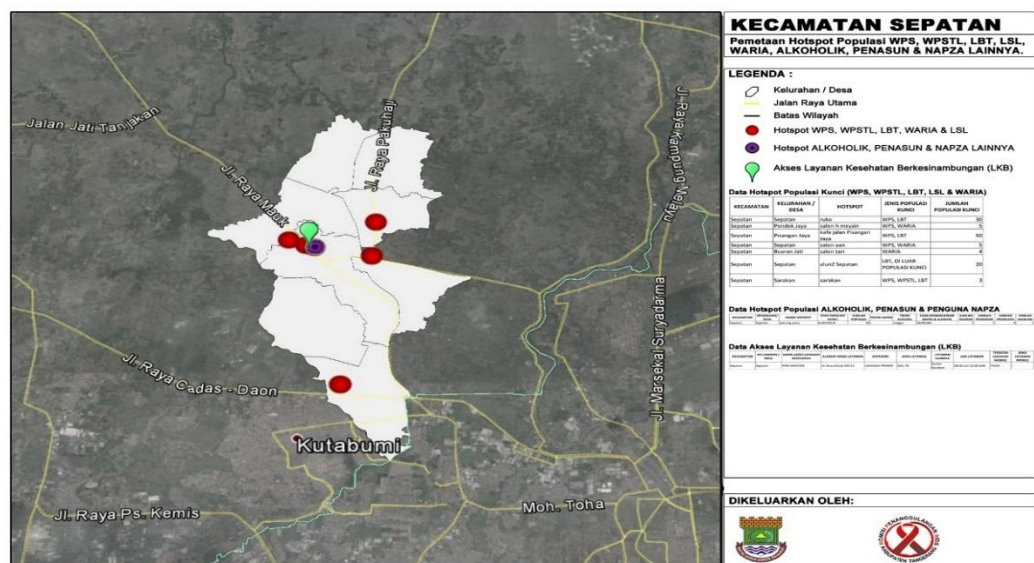 KECAMATAN SEPATAN
Pemetaan Hotspot Populasi WPS, WPSTL, LBT, LSL,
WARIA, ALKOHOLIK, PENASUN & NAPZA LAINNYA.
LEGENDA :
Kelurahan / Desa
Jalan Raya Utama
Batas Wilayah
Hotspot WPS, WPSTL, LBT, WARIA & LSL
Hotspot ALKOHOLIK, PENASUN & NAPZA LAINNYA
Akses Layanan Kesehatan Berkesinambungan (LKB)
Data Hotspot Populasi Kunci (WPS, WPSTL, LBT, LSL & WARIA)
KECAMATAN KELURAHAN / DESA HOTSPOT JENIS POPULASI KUNCI JUMLAH POPULASI KUNCI
Sepatan Sepatan ruko WPS, LBT 30
Sepatan Pondok Jaya salon h meysin WPS, WARIA 5
Sepatan Pisangan Jaya kafe jalan Pisangan Jaya WPS, LBT 50
Sepatan Sepatan salon aan WPS, WARIA 5
Sepatan Buaran Jati salon sari WARIA 4
Sepatan Sepatan alun2 Sepatan LBT, DI LUAR POPULASI KUNCI 20
Sepatan Sarakan sarakan WPS, WPSTL, LBT 3
Data Hotspot Populasi ALKOHOLIK, PENASUN & PENGUNA NAPZA
Data Akses Layanan Kesehatan Berkesinambungan (LKB)
DIKELUARKAN OLEH:
Jalan Jati Tanjakan
Jl. Raya Mauk
Jl. Raya Pakuhaji
Jl. Raya Kampung Melayu
Jl. Marsekal Suryadarma
Jl. Raya Cadas - Daon
Kutabumi
Jl. Raya Ps. Kemis
Moh. Toha